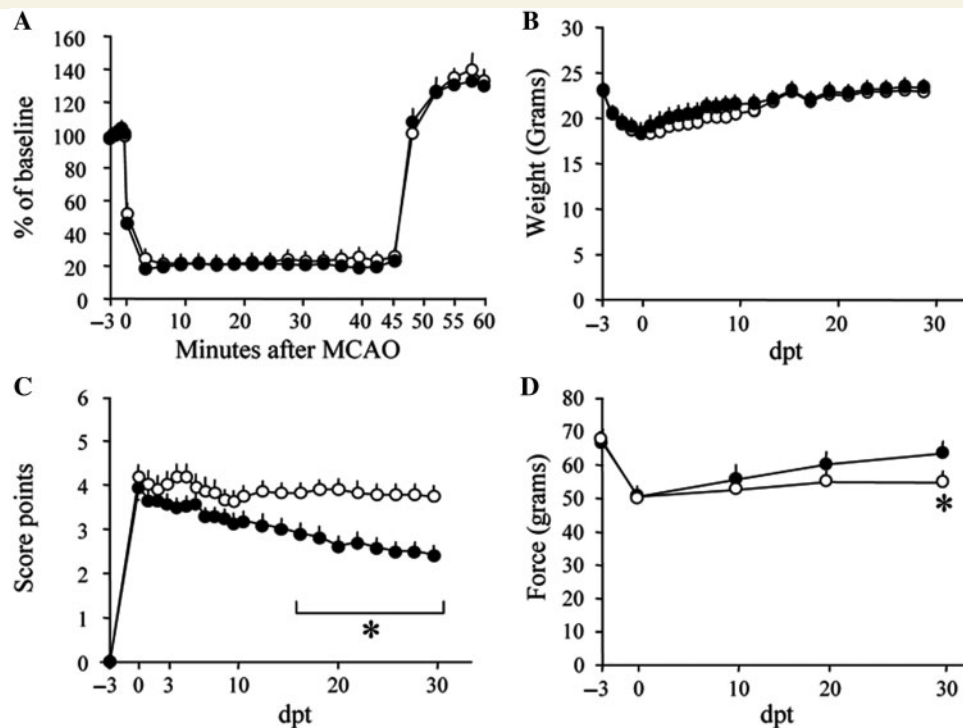 A
160
140
120
100
80
60
40
20
0
% of baseline
−3 0 10 20 30 40 45 50 55 60
Minutes after MCAO
B
30
25
20
15
10
5
0
Weight (Grams)
−3 0 10 20 30
dpt
C
6
5
4
3
2
1
0
Score points
*
−3 0 3 10 20 30
dpt
D
80
70
60
50
40
30
20
10
0
Force (grams)
*
−3 0 10 20 30
dpt